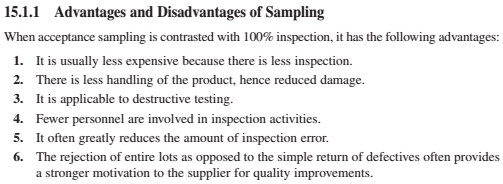 15.1.1 Advantages and Disadvantages of Sampling
When acceptance sampling is contrasted with 100% inspection, it has the following advantages:
1. It is usually less expensive because there is less inspection.
2. There is less handling of the product, hence reduced damage.
3. It is applicable to destructive testing.
4. Fewer personnel are involved in inspection activities.
5. It often greatly reduces the amount of inspection error.
6. The rejection of entire lots as opposed to the simple return of defectives often provides
a stronger motivation to the supplier for quality improvements.